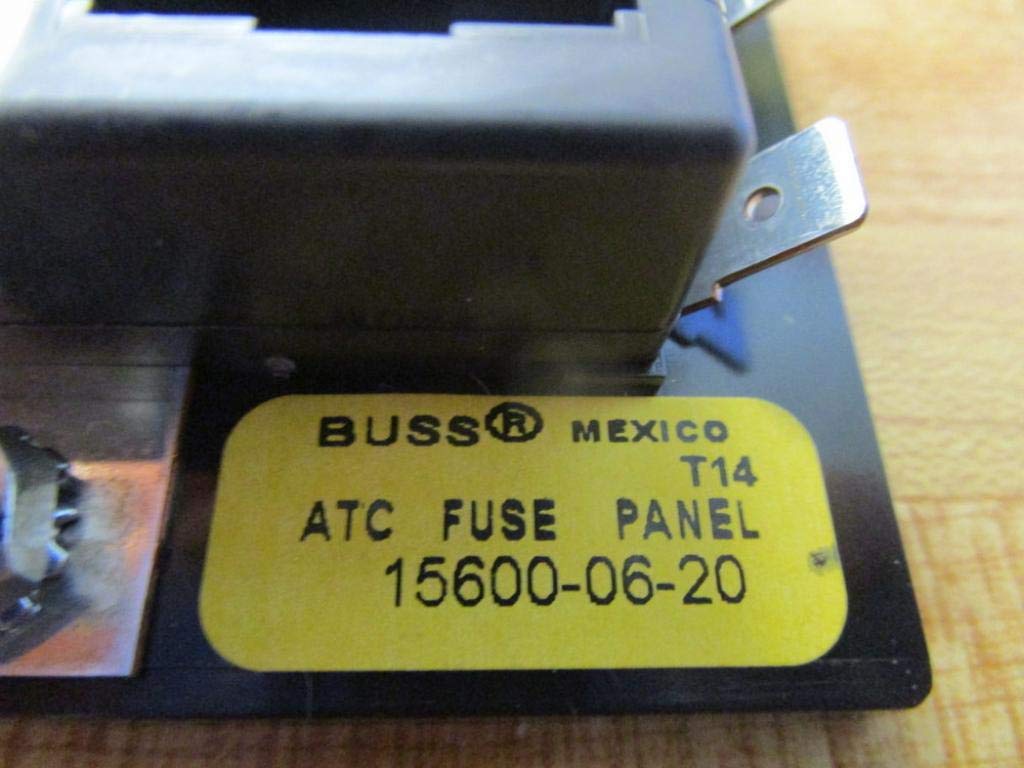 BUSS® MEXICO
T14
ATC FUSE PANEL
15600-06-20